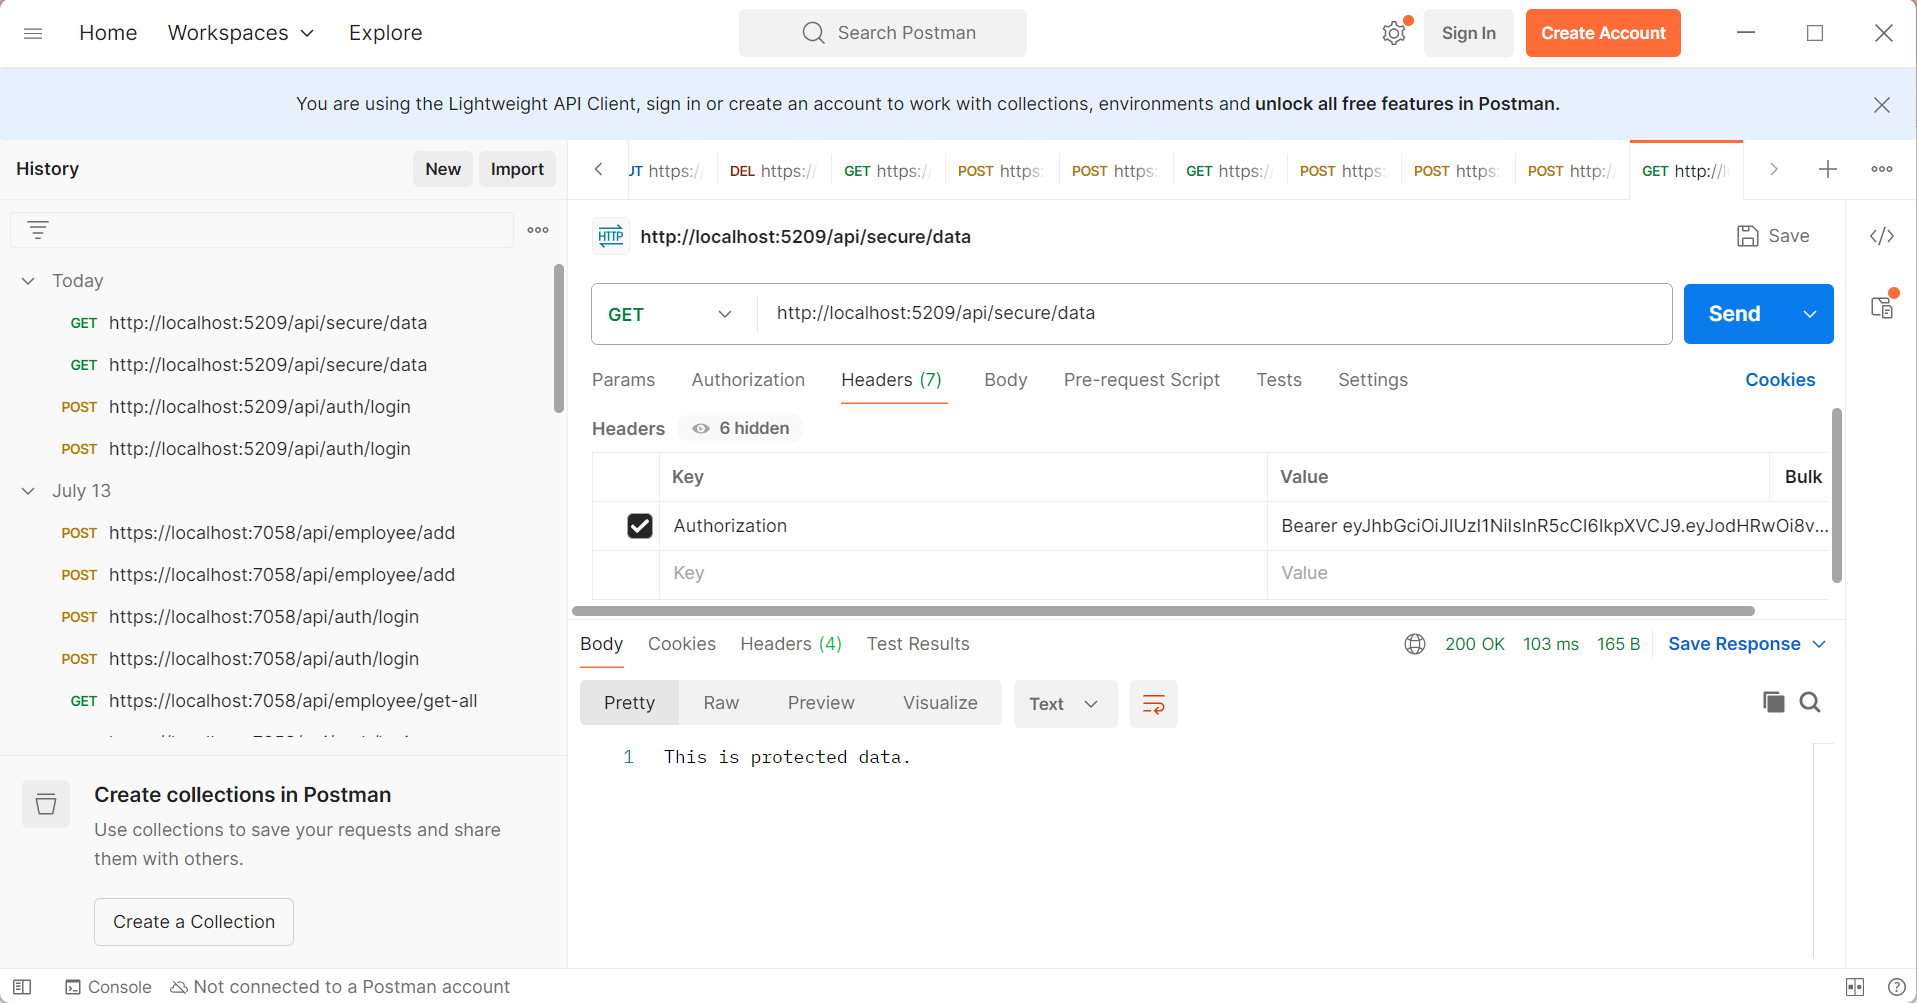 Home Workspaces Explore Search Postman Sign In Create Account
You are using the Lightweight API Client, sign in or create an account to work with collections, environments and unlock all free features in Postman.
History New Import
UT https:/ DEL https:// GET https:/ POST https: POST https: GET https:/ POST https: POST https: POST http:/ GET http://l
Today
GET http://localhost:5209/api/secure/data
GET http://localhost:5209/api/secure/data
POST http://localhost:5209/api/auth/login
POST http://localhost:5209/api/auth/login
July 13
POST https://localhost:7058/api/employee/add
POST https://localhost:7058/api/employee/add
POST https://localhost:7058/api/auth/login
POST https://localhost:7058/api/auth/login
GET https://localhost:7058/api/employee/get-all
Create collections in Postman
Use collections to save your requests and share
them with others.
Create a Collection
HTTP http://localhost:5209/api/secure/data Save
GET http://localhost:5209/api/secure/data Send
Params Authorization Headers (7) Body Pre-request Script Tests Settings Cookies
Headers 6 hidden
Key Value Bulk
Authorization Bearer eyJhbGciOiJIUzI1NiIsInR5cCI6IkpXVCJ9.eyJodHRwOi8v...
Key Value
Body Cookies Headers (4) Test Results 200 OK 103 ms 165 B Save Response
Pretty Raw Preview Visualize Text
1 This is protected data.
Console Not connected to a Postman account